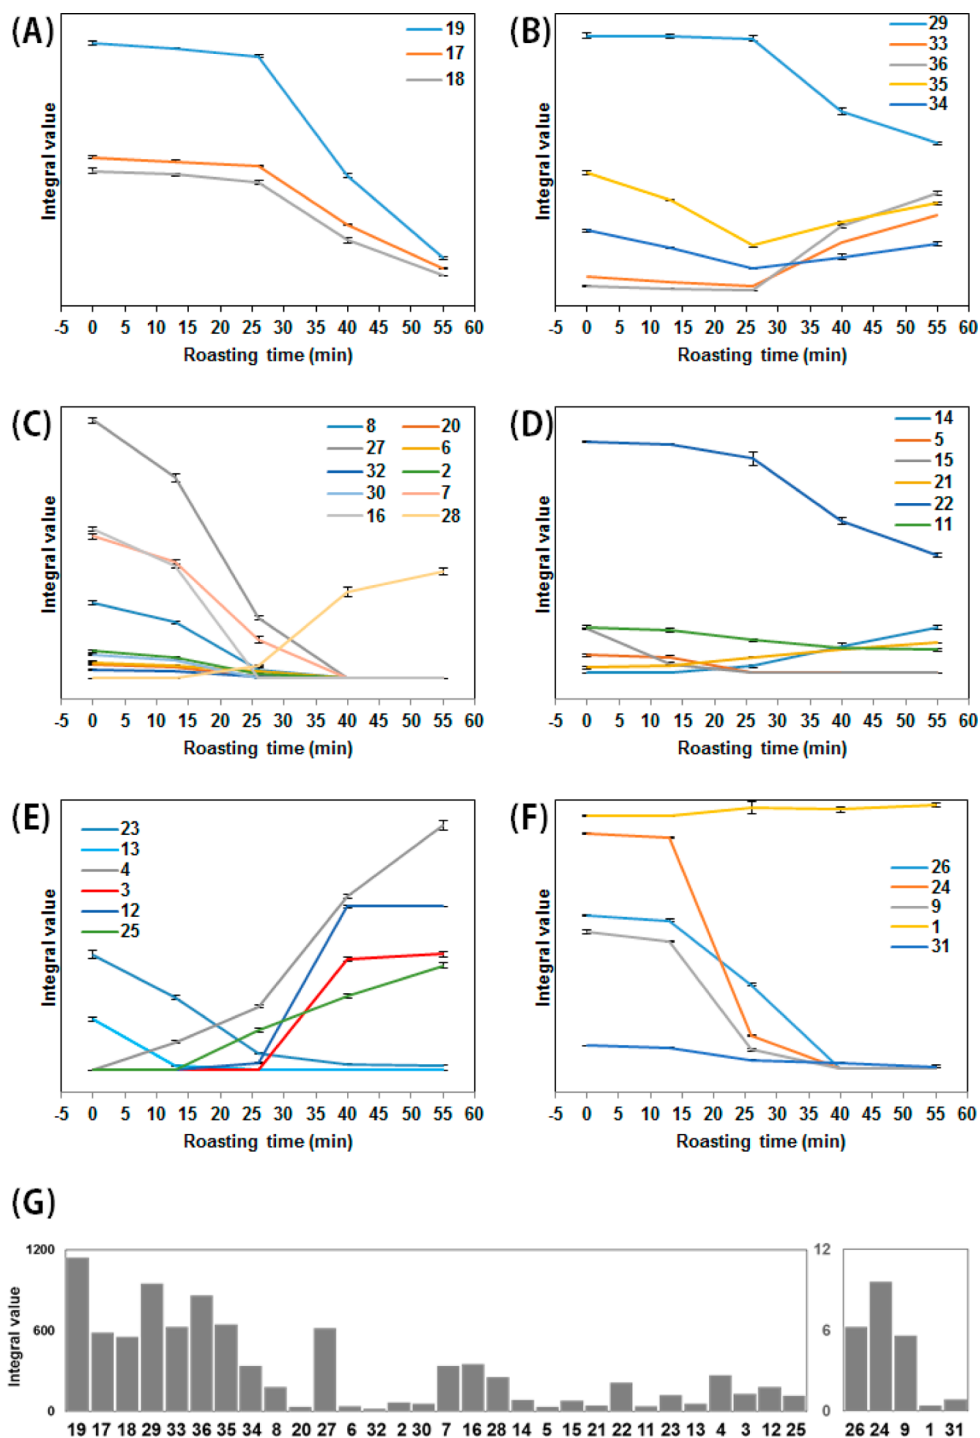 (A)
19
17
18
Integral value
-5 0 5 10 15 20 25 30 35 40 45 50 55 60
Roasting time (min)
(B)
29
33
36
35
34
Integral value
-5 0 5 10 15 20 25 30 35 40 45 50 55 60
Roasting time (min)
(C)
8 20
27 6
32 2
30 7
16 28
Integral value
-5 0 5 10 15 20 25 30 35 40 45 50 55 60
Roasting time (min)
(D)
14
5
15
21
22
11
Integral value
-5 0 5 10 15 20 25 30 35 40 45 50 55 60
Roasting time (min)
(E)
23
13
4
3
12
25
Integral value
-5 0 5 10 15 20 25 30 35 40 45 50 55 60
Roasting time (min)
(F)
26
24
9
1
31
Integral value
-5 0 5 10 15 20 25 30 35 40 45 50 55 60
Roasting time (min)
(G)
Integral value
1200
600
0
19 17 18 29 33 36 35 34 8 20 27 6 32 2 30 7 16 28 14 5 15 21 22 11 23 13 4 3 12 25
12
6
0
26 24 9 1 31